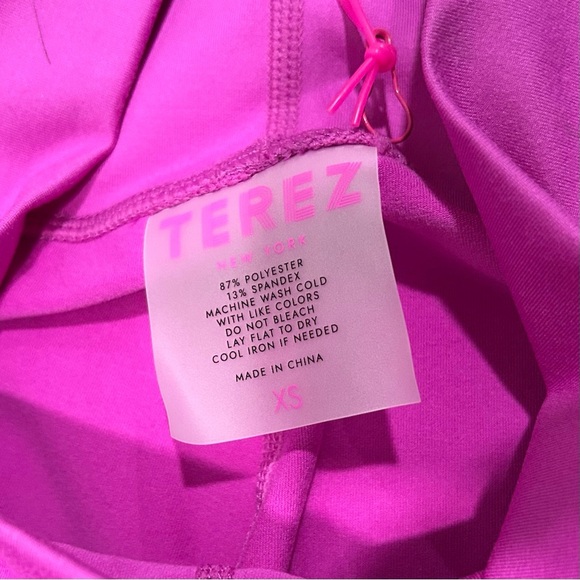 TEREZ
NEW YORK
87% POLYESTER
13% SPANDEX
MACHINE WASH COLD
WITH LIKE COLORS
DO NOT BLEACH
LAY FLAT TO DRY
COOL IRON IF NEEDED
MADE IN CHINA
XS